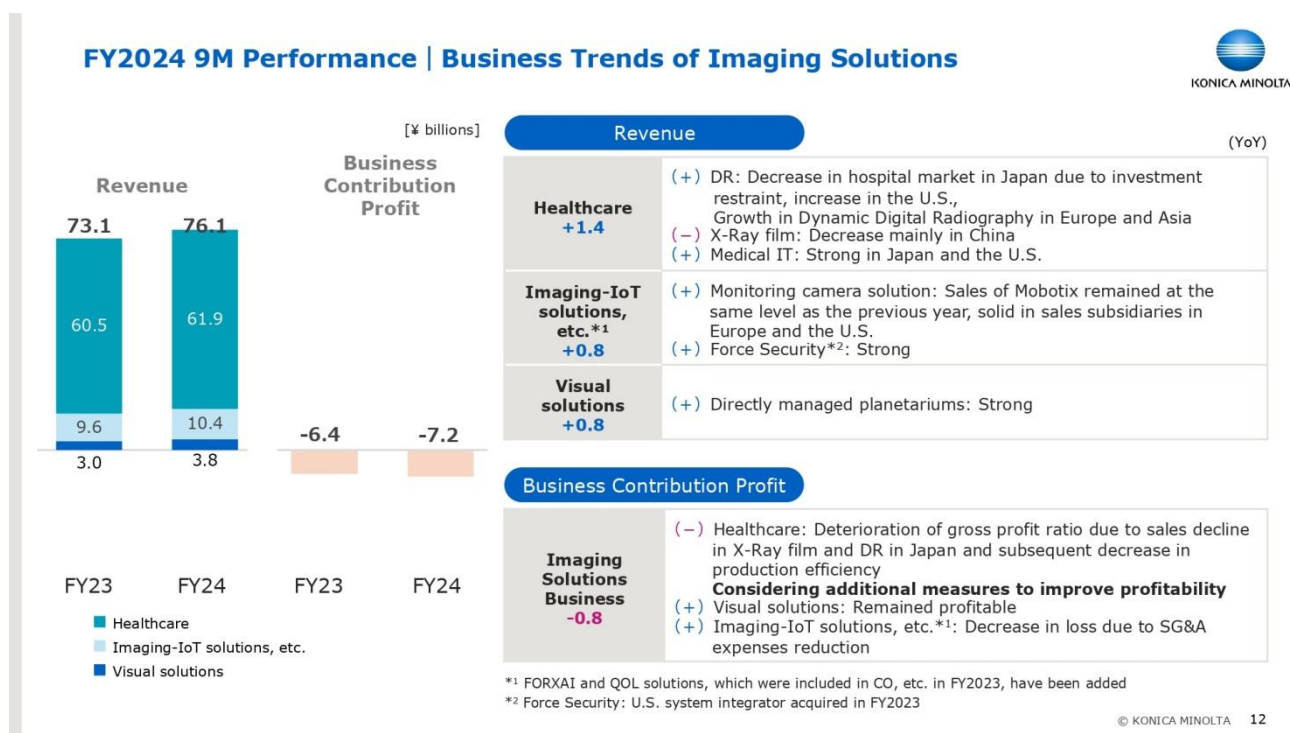 FY2024 9M Performance | Business Trends of Imaging Solutions
KONICA MINOLTA
[¥ billions]
Revenue
Business
Contribution
Profit
73.1
76.1
60.5
61.9
9.6
10.4
3.0
3.8
-6.4
-7.2
FY23
FY24
FY23
FY24
Healthcare
Imaging-IoT solutions, etc.
Visual solutions
Revenue
(YoY)
Healthcare
+1.4
(+) DR: Decrease in hospital market in Japan due to investment
restraint, increase in the U.S.,
Growth in Dynamic Digital Radiography in Europe and Asia
(−) X-Ray film: Decrease mainly in China
(+) Medical IT: Strong in Japan and the U.S.
Imaging-IoT
solutions,
etc.*1
+0.8
(+) Monitoring camera solution: Sales of Mobotix remained at the
same level as the previous year, solid in sales subsidiaries in
Europe and the U.S.
(+) Force Security*2: Strong
Visual
solutions
+0.8
(+) Directly managed planetariums: Strong
Business Contribution Profit
Imaging
Solutions
Business
-0.8
(−) Healthcare: Deterioration of gross profit ratio due to sales decline
in X-Ray film and DR in Japan and subsequent decrease in
production efficiency
Considering additional measures to improve profitability
(+) Visual solutions: Remained profitable
(+) Imaging-IoT solutions, etc.*1: Decrease in loss due to SG&A
expenses reduction
*1 FORXAI and QOL solutions, which were included in CO, etc. in FY2023, have been added
*2 Force Security: U.S. system integrator acquired in FY2023
© KONICA MINOLTA 12